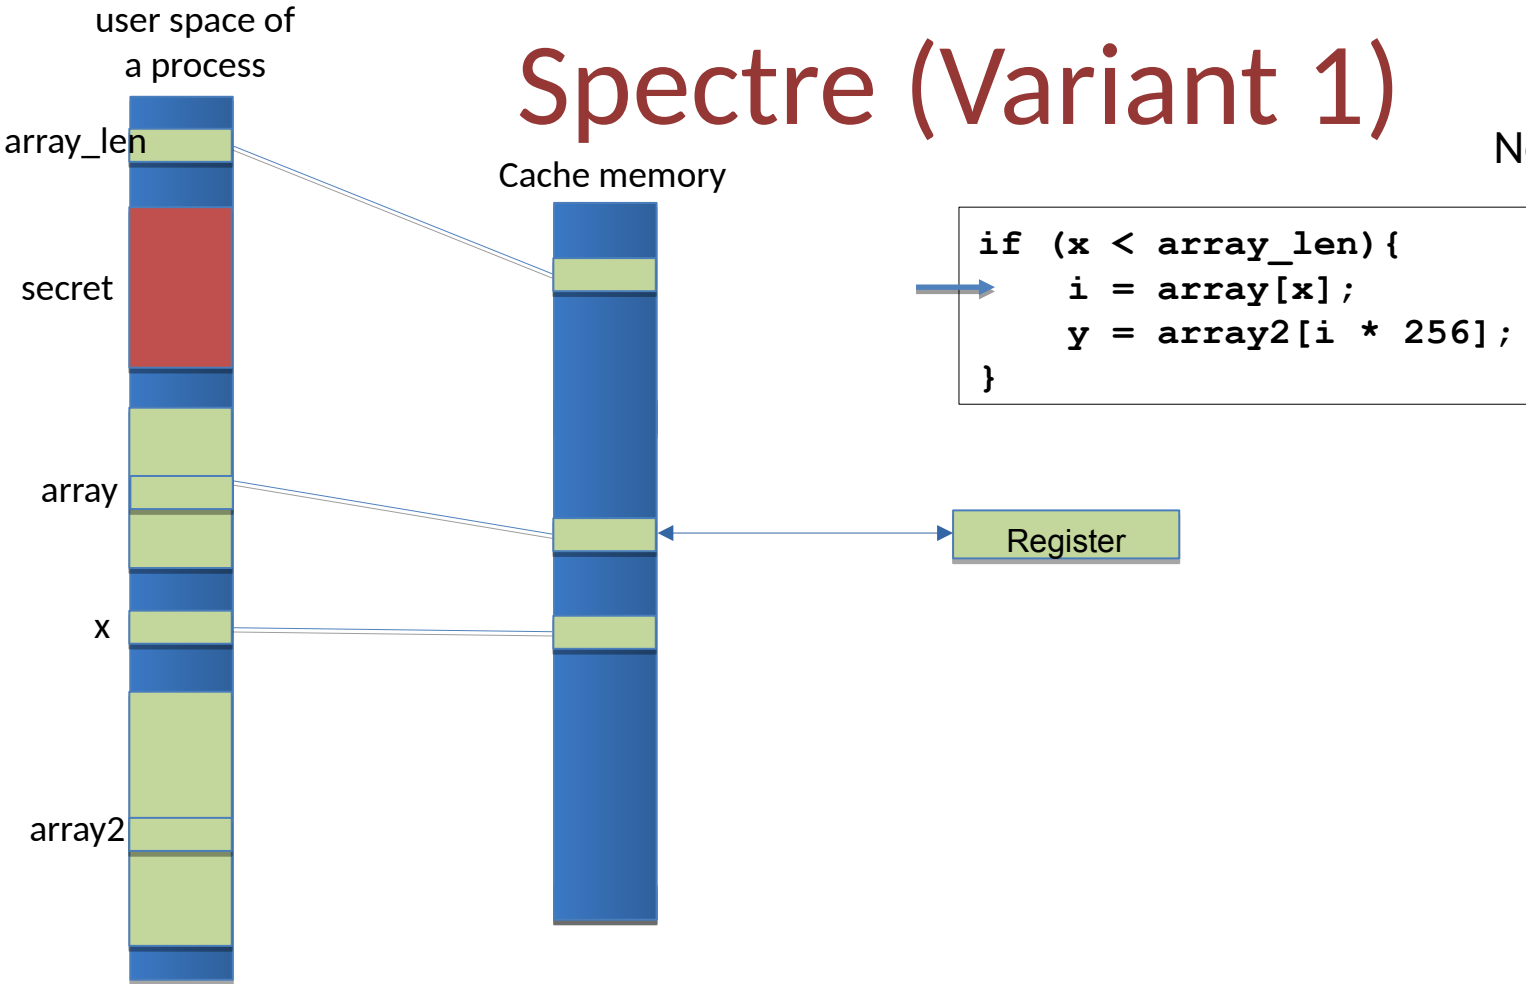 user space of
a process
Spectre (Variant 1)
array_len
Cache memory
if (x < array_len){
i = array[x];
y = array2[i * 256];
}
secret
array
Register
x
array2